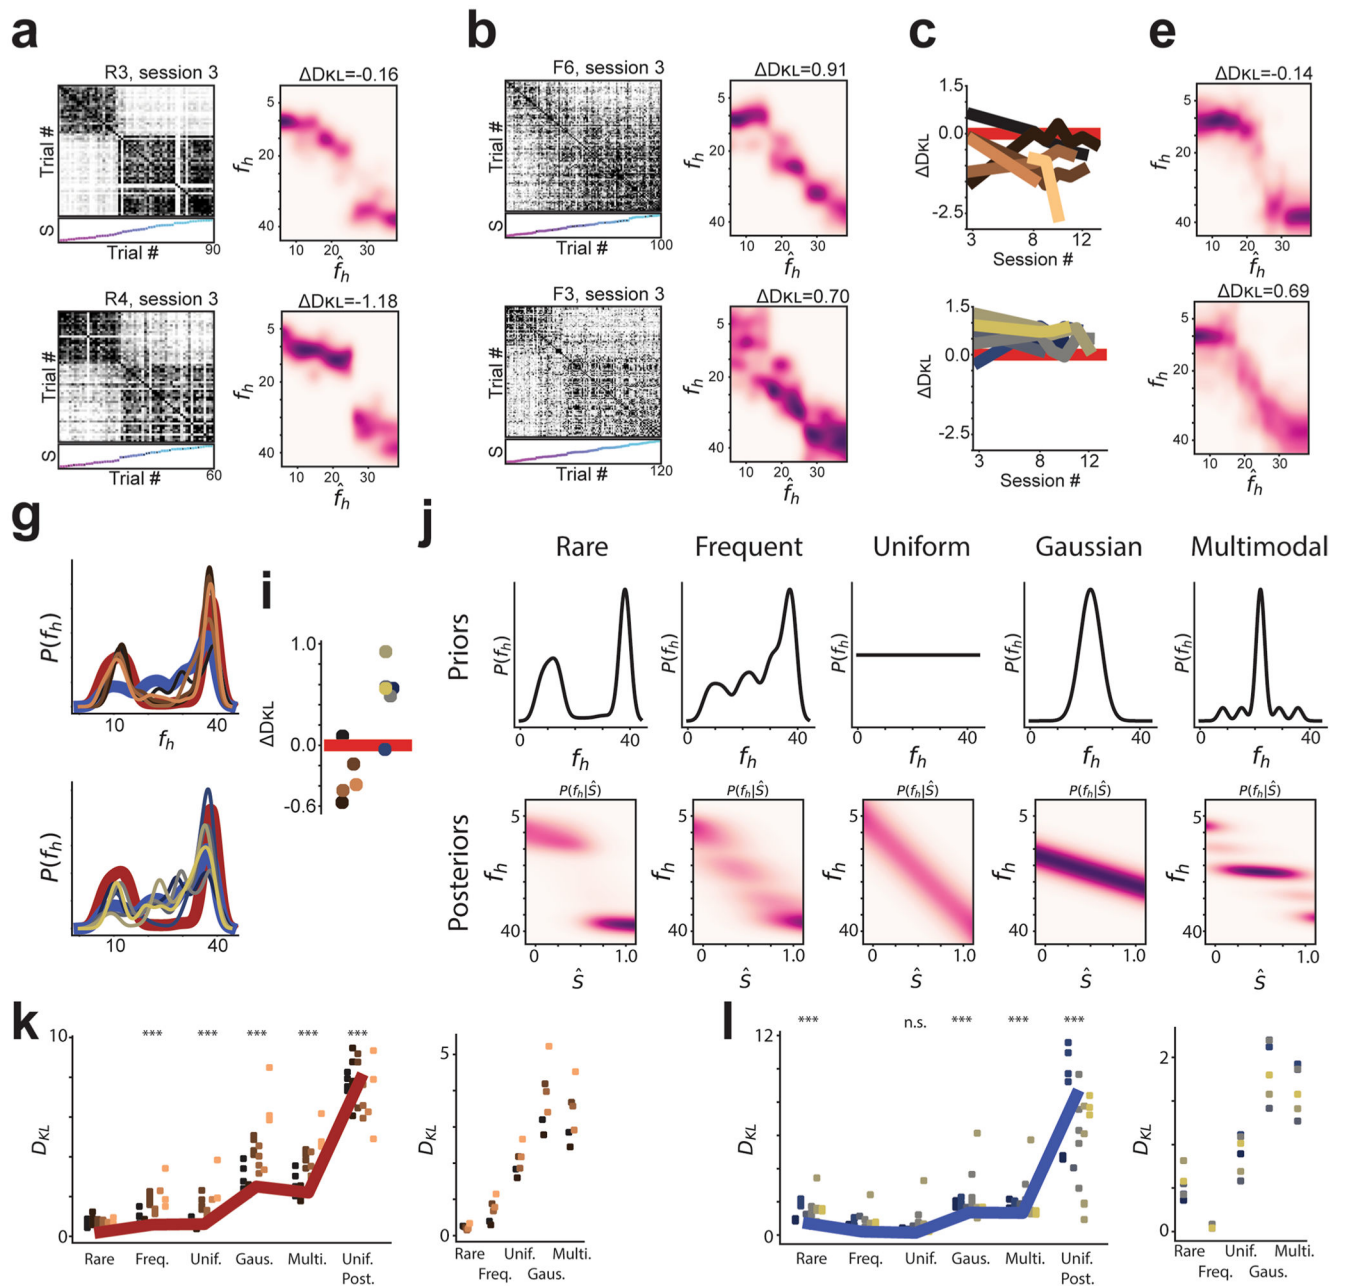 a
R3, session 3
Trial #
S
Trial #
90
ΔDKL=-0.16
fh
5
20
40
10 20 30
f̂h
R4, session 3
Trial #
S
Trial #
60
ΔDKL=-1.18
fh
5
20
40
10 20 30
f̂h
b
F6, session 3
Trial #
S
Trial #
100
ΔDKL=0.91
fh
5
20
40
10 20 30
f̂h
F3, session 3
Trial #
S
Trial #
120
ΔDKL=0.70
fh
5
20
40
10 20 30
f̂h
c
1.5
0.0
-2.5
ΔDKL
3 8 12
Session #
1.5
0.0
-2.5
ΔDKL
3 8 12
Session #
e
ΔDKL=-0.14
fh
5
20
40
10 20 30
f̂h
ΔDKL=0.69
fh
5
20
40
10 20 30
f̂h
g
P(fh)
10 40
fh
P(fh)
10 40
i
1.0
0.0
-0.6
ΔDKL
j
Rare Frequent Uniform Gaussian Multimodal
Priors
P(fh) P(fh) P(fh) P(fh) P(fh)
0 40 0 40 0 40 0 40 0 40
fh fh fh fh fh
Posteriors
P(fh|Ŝ) P(fh|Ŝ) P(fh|Ŝ) P(fh|Ŝ) P(fh|Ŝ)
5 5 5 5 5
fh fh fh fh fh
40 40 40 40 40
0 1.0 0 1.0 0 1.0 0 1.0 0 1.0
ŝ ŝ ŝ ŝ ŝ
k
*** *** *** *** ***
10
0
DKL
Rare Freq. Unif. Gaus. Multi. Unif.
Post.
5
0
DKL
Rare Unif. Multi.
Freq. Gaus.
l
*** n.s. *** *** ***
12
0
DKL
Rare Freq. Unif. Gaus. Multi. Unif.
Post.
2
0
DKL
Rare Unif. Multi.
Freq. Gaus.